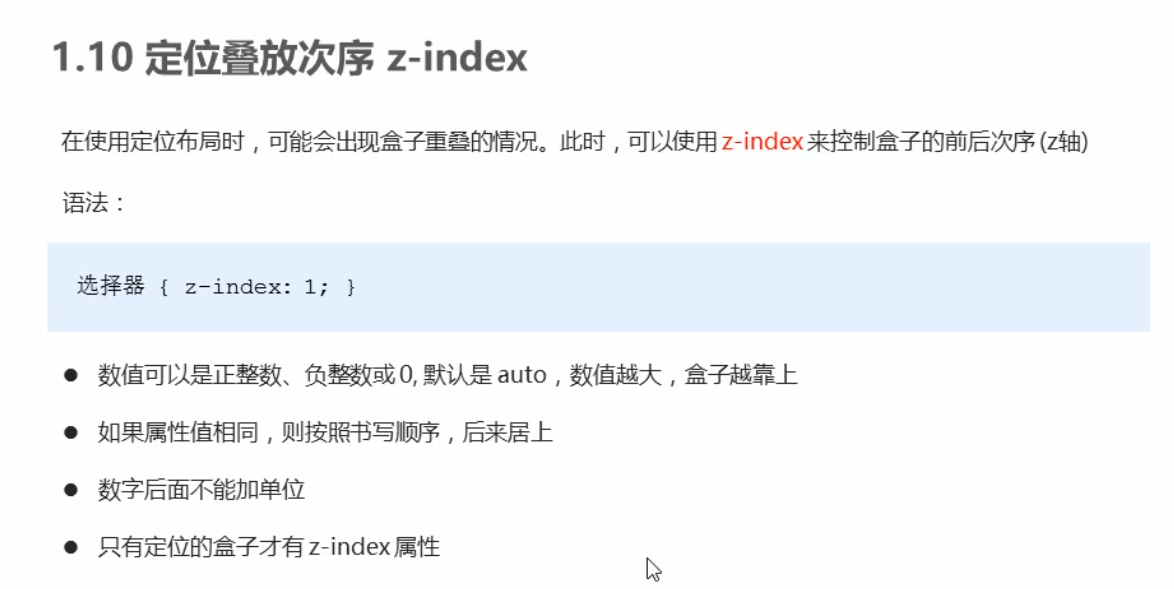 1.10 定位叠放次序 z-index
在使用定位布局时，可能会出现盒子重叠的情况。此时，可以使用 z-index 来控制盒子的前后次序 (z轴)
语法：
选择器 { z-index: 1; }
● 数值可以是正整数、负整数或 0, 默认是 auto，数值越大，盒子越靠上
● 如果属性值相同，则按照书写顺序，后来居上
● 数字后面不能加单位
● 只有定位的盒子才有 z-index 属性